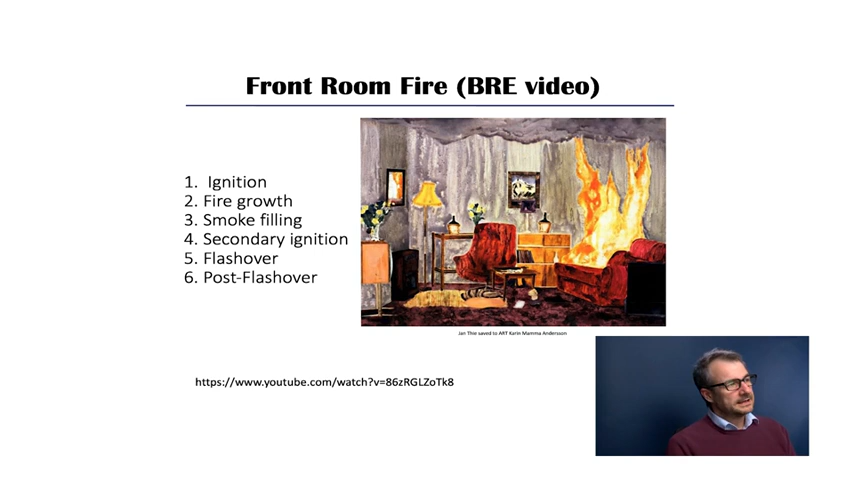 Front Room Fire (BRE video)
1. Ignition
2. Fire growth
3. Smoke filling
4. Secondary ignition
5. Flashover
6. Post-Flashover
Jan Thie saved to ART Karin Mamma Andersson
https://www.youtube.com/watch?v=86zRGLZoTk8